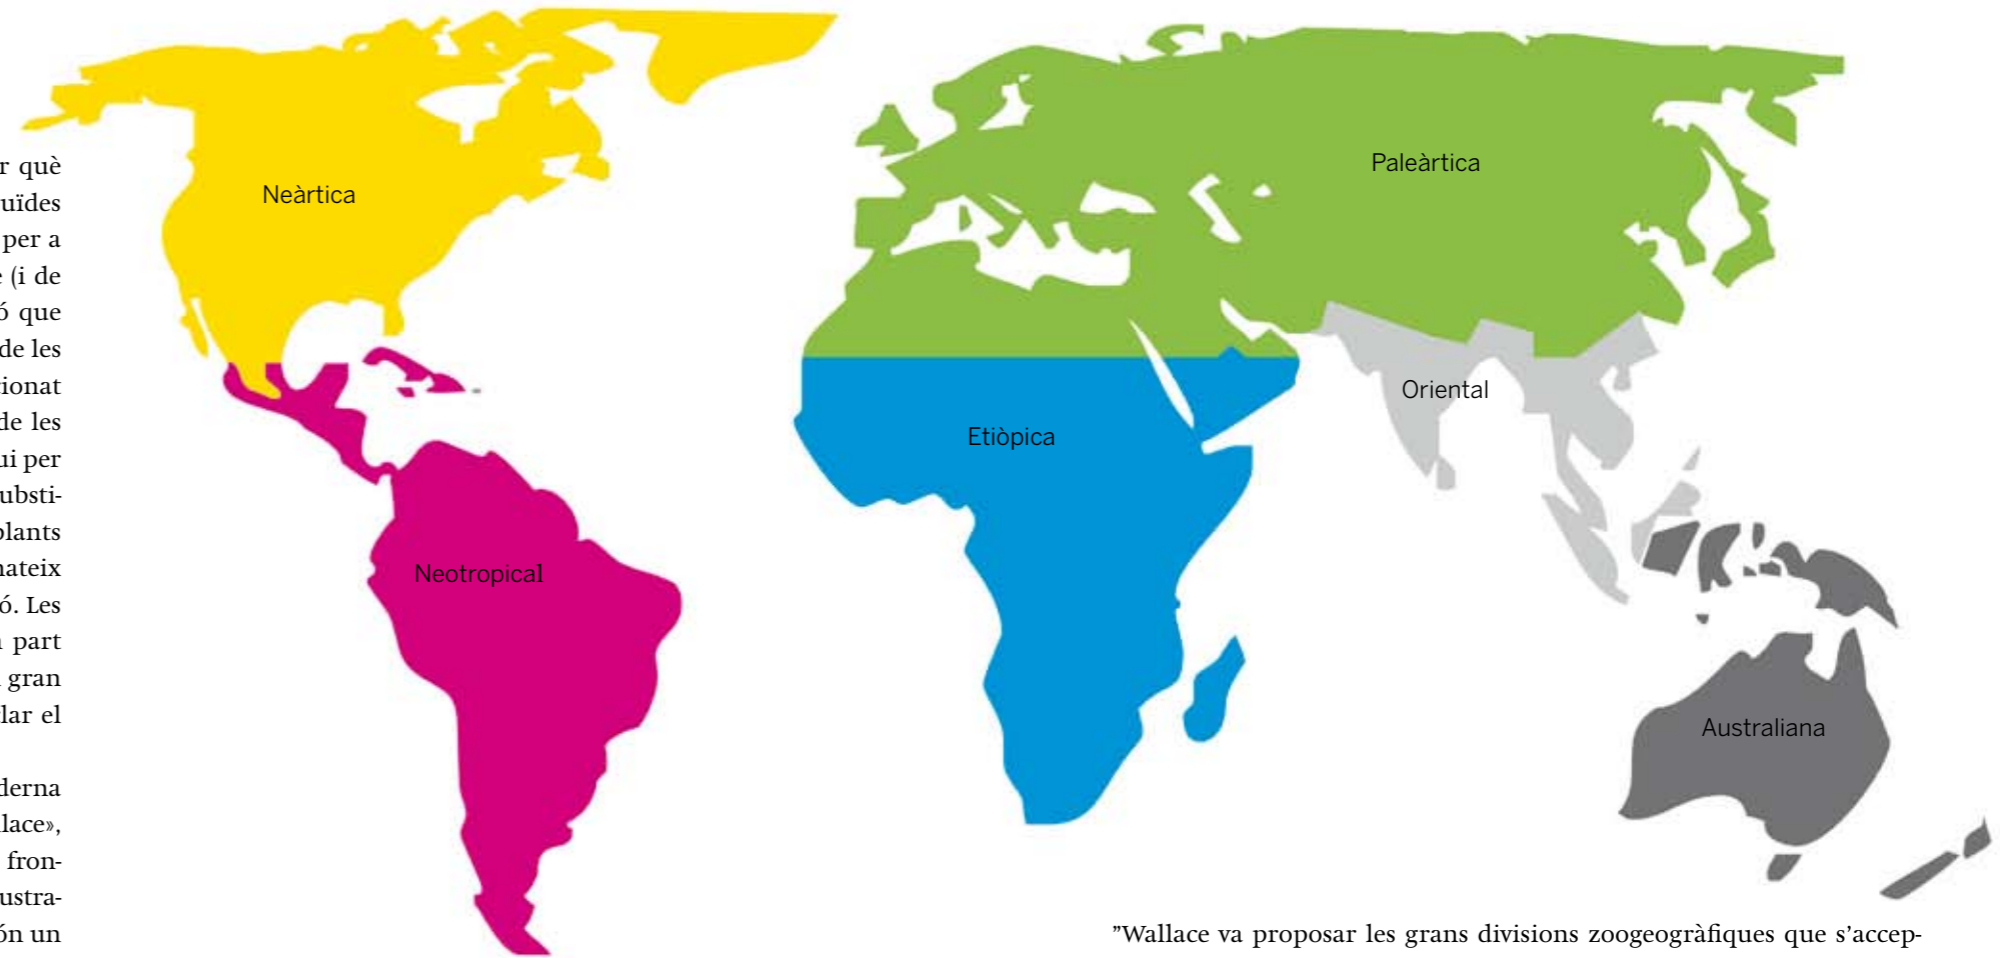 r què
uïdes
per a
e (i de
ó que
de les
cionat
de les
ui per
ubsti-
plants
nateix
ó. Les
n part
gran
lar el
derna
lace»,
fron-
ustra-
ón un
Neàrtica
Paleàrtica
Oriental
Etiòpica
Neotropical
Australiana
”Wallace va proposar les grans divisions zoogeogràfiques que s’accep-